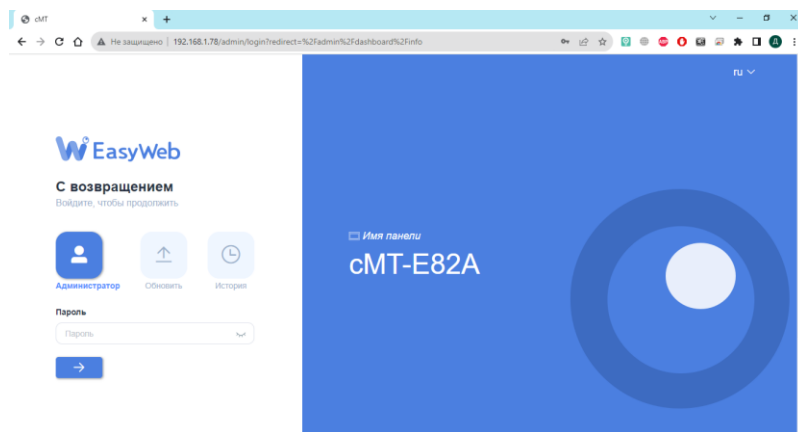 cMT
Не защищено | 192.168.1.78/admin/login?redirect=%2Fadmin%2Fdashboard%2Finfo
ru
EasyWeb
С возвращением
Войдите, чтобы продолжить
Администратор
Обновить
История
Пароль
Пароль
Имя панели
cMT-E82A